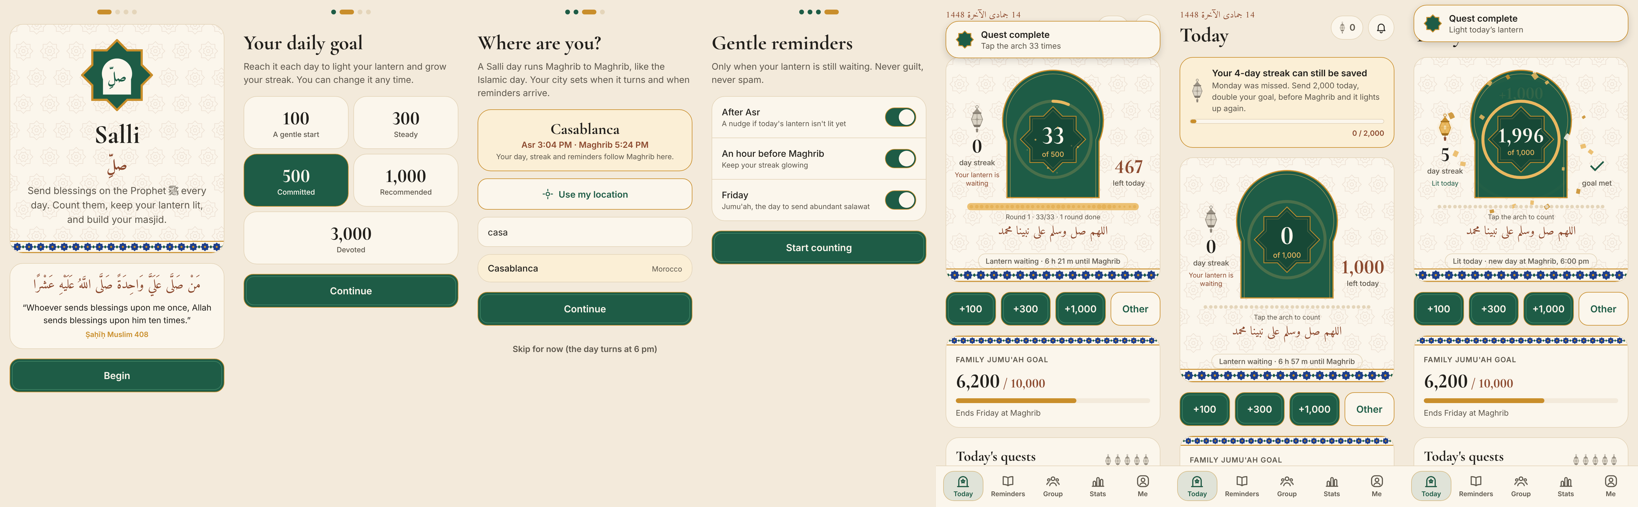 صلِّ
Salli
صلِّ
Send blessings on the Prophet ﷺ every
day. Count them, keep your lantern lit,
and build your masjid.
مَنْ صَلَّى عَلَيَّ وَاحِدَةً صَلَّى اللَّهُ عَلَيْهِ عَشْرًا
“Whoever sends blessings upon me once, Allah
sends blessings upon him ten times.”
Ṣaḥīḥ Muslim 408
Begin
Your daily goal
Reach it each day to light your lantern and grow
your streak. You can change it any time.
100
A gentle start
300
Steady
500
Committed
1,000
Recommended
3,000
Devoted
Continue
Where are you?
A Salli day runs Maghrib to Maghrib, like the
Islamic day. Your city sets when it turns and when
reminders arrive.
Casablanca
Asr 3:04 PM · Maghrib 5:24 PM
Your day, streak and reminders follow Maghrib here.
Use my location
casa
Casablanca
Morocco
Continue
Skip for now (the day turns at 6 pm)
Gentle reminders
Only when your lantern is still waiting. Never guilt,
never spam.
After Asr
A nudge if today's lantern isn't lit yet
An hour before Maghrib
Keep your streak glowing
Friday
Jumu'ah, the day to send abundant salawat
Start counting
14 جمادى الآخرة 1448
Quest complete
Tap the arch 33 times
0
day streak
Your lantern is
waiting
33
of 500
467
left today
Round 1 · 33/33 · 1 round done
اللهم صل وسلم على نبينا محمد
Lantern waiting · 6 h 21 m until Maghrib
+100
+300
+1,000
Other
FAMILY JUMU'AH GOAL
6,200 / 10,000
Ends Friday at Maghrib
Today's quests
Today
Reminders
Group
Stats
Me
14 جمادى الآخرة 1448
Today
0
Your 4-day streak can still be saved
Monday was missed. Send 2,000 today,
double your goal, before Maghrib and it lights
up again.
0 / 2,000
0
day streak
Your lantern is
waiting
0
of 1,000
1,000
left today
Tap the arch to count
اللهم صل وسلم على نبينا محمد
Lantern waiting · 6 h 57 m until Maghrib
+100
+300
+1,000
Other
FAMILY JUMU'AH GOAL
Today
Reminders
Group
Stats
Me
Quest complete
Light today's lantern
5
day streak
Lit today
1,996
of 1,000
goal met
Tap the arch to count
اللهم صل وسلم على نبينا محمد
Lit today · new day at Maghrib, 6:00 pm
+100
+300
+1,000
Other
FAMILY JUMU'AH GOAL
6,200 / 10,000
Ends Friday at Maghrib
Today's quests
Today
Reminders
Group
Stats
Me